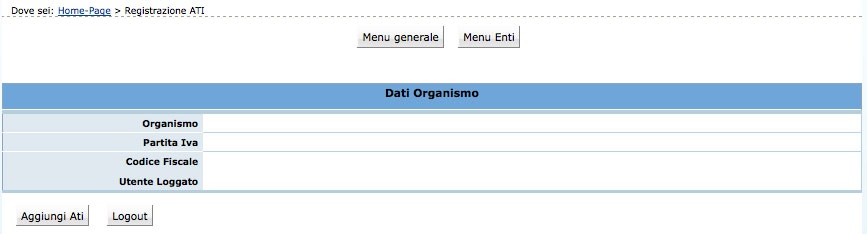 Dove sei: Home-Page > Registrazione ATI
Menu generale Menu Enti
Dati Organismo
Organismo
Partita Iva
Codice Fiscale
Utente Loggato
Aggiungi Ati Logout